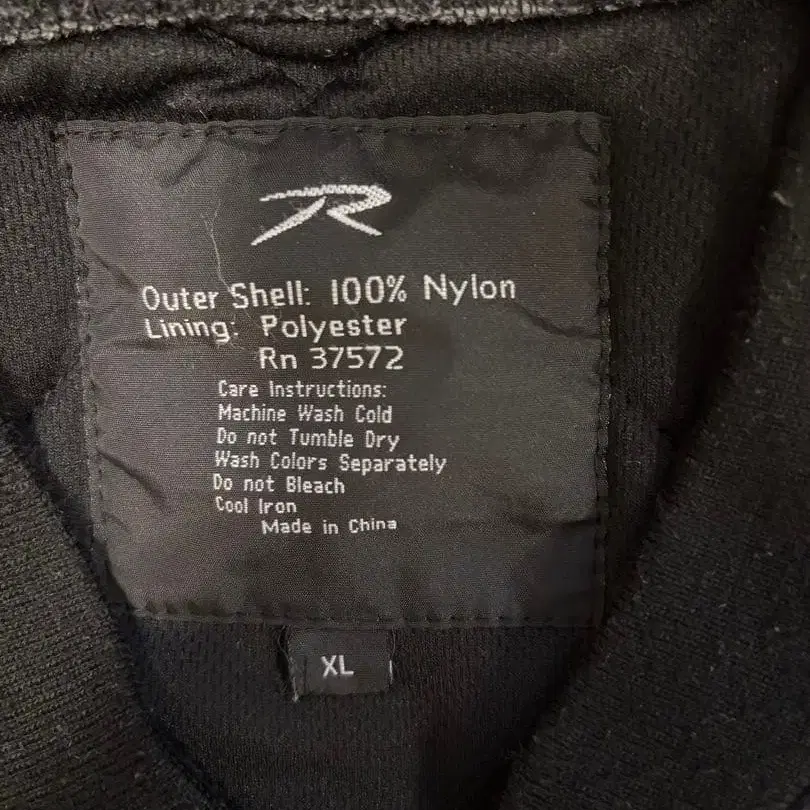 R
Outer Shell: 100% Nylon
Lining: Polyester
Rn 37572
Care Instructions:
Machine Wash Cold
Do not Tumble Dry
Wash Colors Separately
Do not Bleach
Cool Iron
Made in China
XL